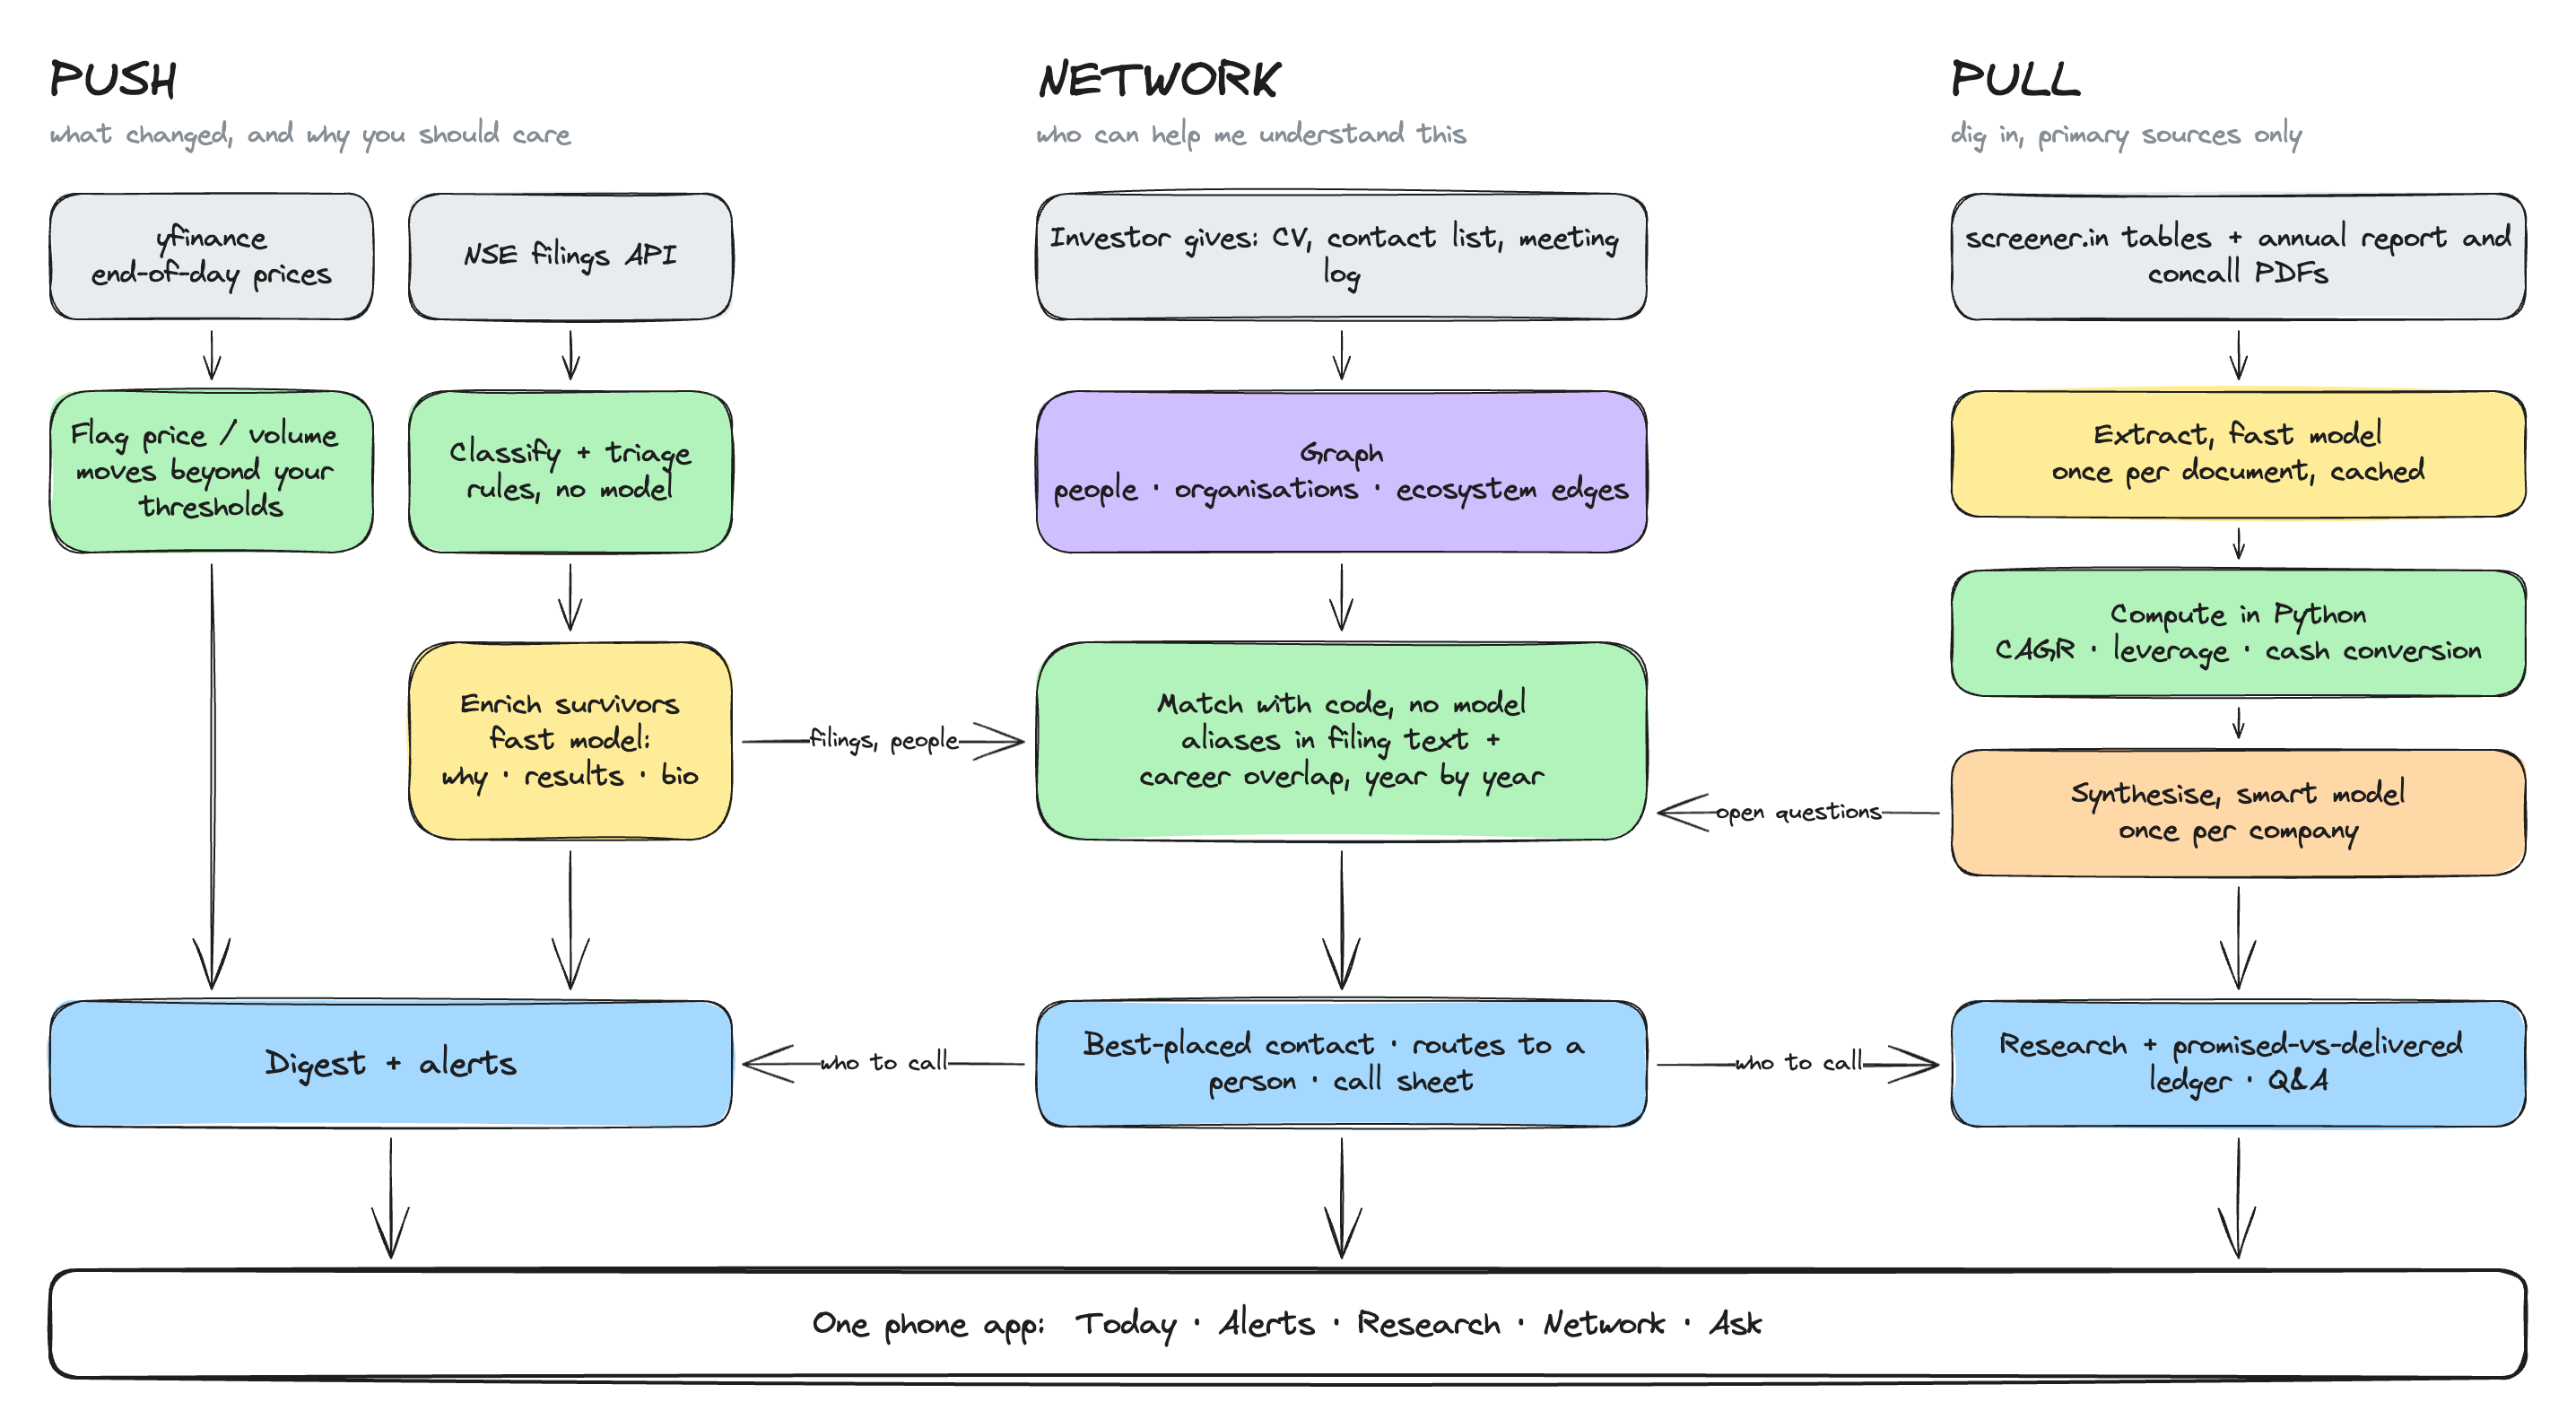 PUSH
what changed, and why you should care
yfinance
end-of-day prices
NSE filings API
Flag price / volume
moves beyond your
thresholds
Classify + triage
rules, no model
Enrich survivors
fast model:
why · results · bio
filings, people
Digest + alerts
who to call
NETWORK
who can help me understand this
Investor gives: CV, contact list, meeting
log
Graph
people · organisations · ecosystem edges
Match with code, no model
aliases in filing text +
career overlap, year by year
open questions
Best-placed contact · routes to a
person · call sheet
who to call
PULL
dig in, primary sources only
screener.in tables + annual report and
concall PDFs
Extract, fast model
once per document, cached
Compute in Python
CAGR · leverage · cash conversion
Synthesise, smart model
once per company
Research + promised-vs-delivered
ledger · Q&A
One phone app: Today · Alerts · Research · Network · Ask